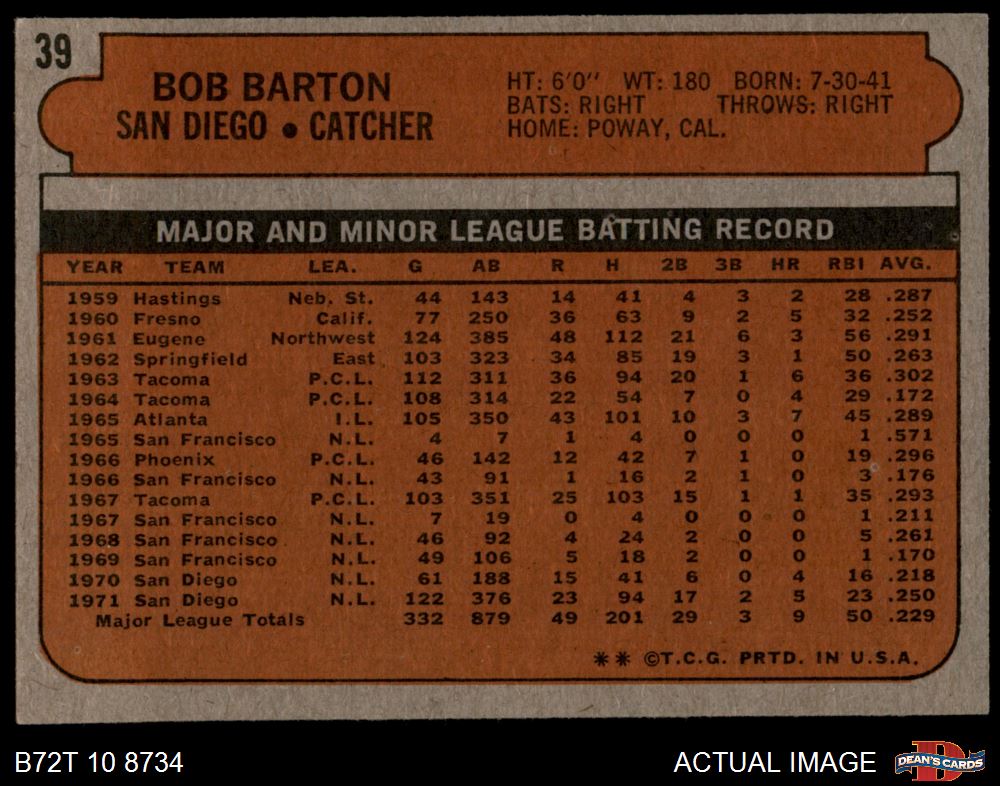 39
BOB BARTON
SAN DIEGO • CATCHER
HT: 6'0" WT: 180 BORN: 7-30-41
BATS: RIGHT THROWS: RIGHT
HOME: POWAY, CAL.
MAJOR AND MINOR LEAGUE BATTING RECORD
YEAR TEAM LEA. G AB R H 2B 3B HR RBI AVG.
1959 Hastings Neb. St. 44 143 14 41 4 3 2 28 .287
1960 Fresno Calif. 77 250 36 63 9 2 5 32 .252
1961 Eugene Northwest 124 385 48 112 21 6 3 56 .291
1962 Springfield East 103 323 34 85 19 3 1 50 .263
1963 Tacoma P.C.L. 112 311 36 94 20 1 6 36 .302
1964 Tacoma P.C.L. 108 314 22 54 7 0 4 29 .172
1965 Atlanta I.L. 105 350 43 101 10 3 7 45 .289
1965 San Francisco N.L. 4 7 1 4 0 0 0 1 .571
1966 Phoenix P.C.L. 46 142 12 42 7 1 0 19 .296
1966 San Francisco N.L. 43 91 1 16 2 1 0 3 .176
1967 Tacoma P.C.L. 103 351 25 103 15 1 1 35 .293
1967 San Francisco N.L. 7 19 0 4 0 0 0 1 .211
1968 San Francisco N.L. 46 92 4 24 2 0 0 5 .261
1969 San Francisco N.L. 49 106 5 18 2 0 0 1 .170
1970 San Diego N.L. 61 188 15 41 6 0 4 16 .218
1971 San Diego N.L. 122 376 23 94 17 2 5 23 .250
Major League Totals 332 879 49 201 29 3 9 50 .229
** ©T.C.G. PRTD. IN U.S.A.
B72T 10 8734
ACTUAL IMAGE
DEAN'S CARDS